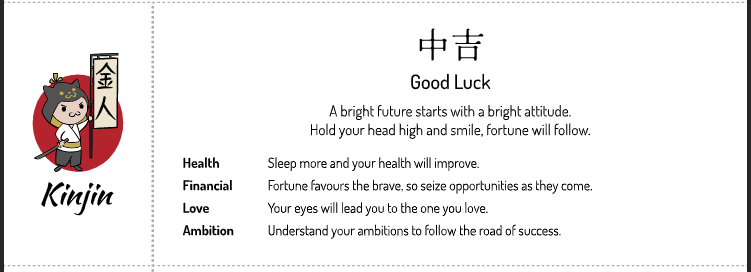 金人
Kinjin
中吉
Good Luck
A bright future starts with a bright attitude.
Hold your head high and smile, fortune will follow.
Health Sleep more and your health will improve.
Financial Fortune favours the brave, so seize opportunities as they come.
Love Your eyes will lead you to the one you love.
Ambition Understand your ambitions to follow the road of success.